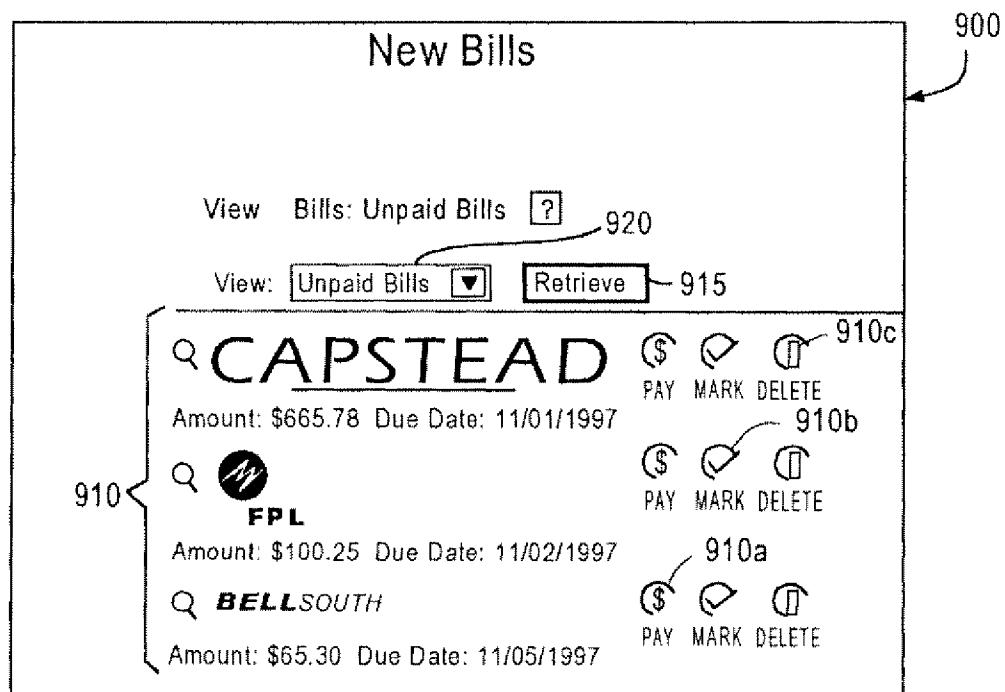 900
New Bills
View Bills: Unpaid Bills ?
920
View: Unpaid Bills Retrieve 915
910c
CAPSTEAD $
PAY MARK DELETE
Amount: $665.78 Due Date: 11/01/1997
910b
$
PAY MARK DELETE
910
FPL
Amount: $100.25 Due Date: 11/02/1997
910a
BELLSOUTH $
PAY MARK DELETE
Amount: $65.30 Due Date: 11/05/1997